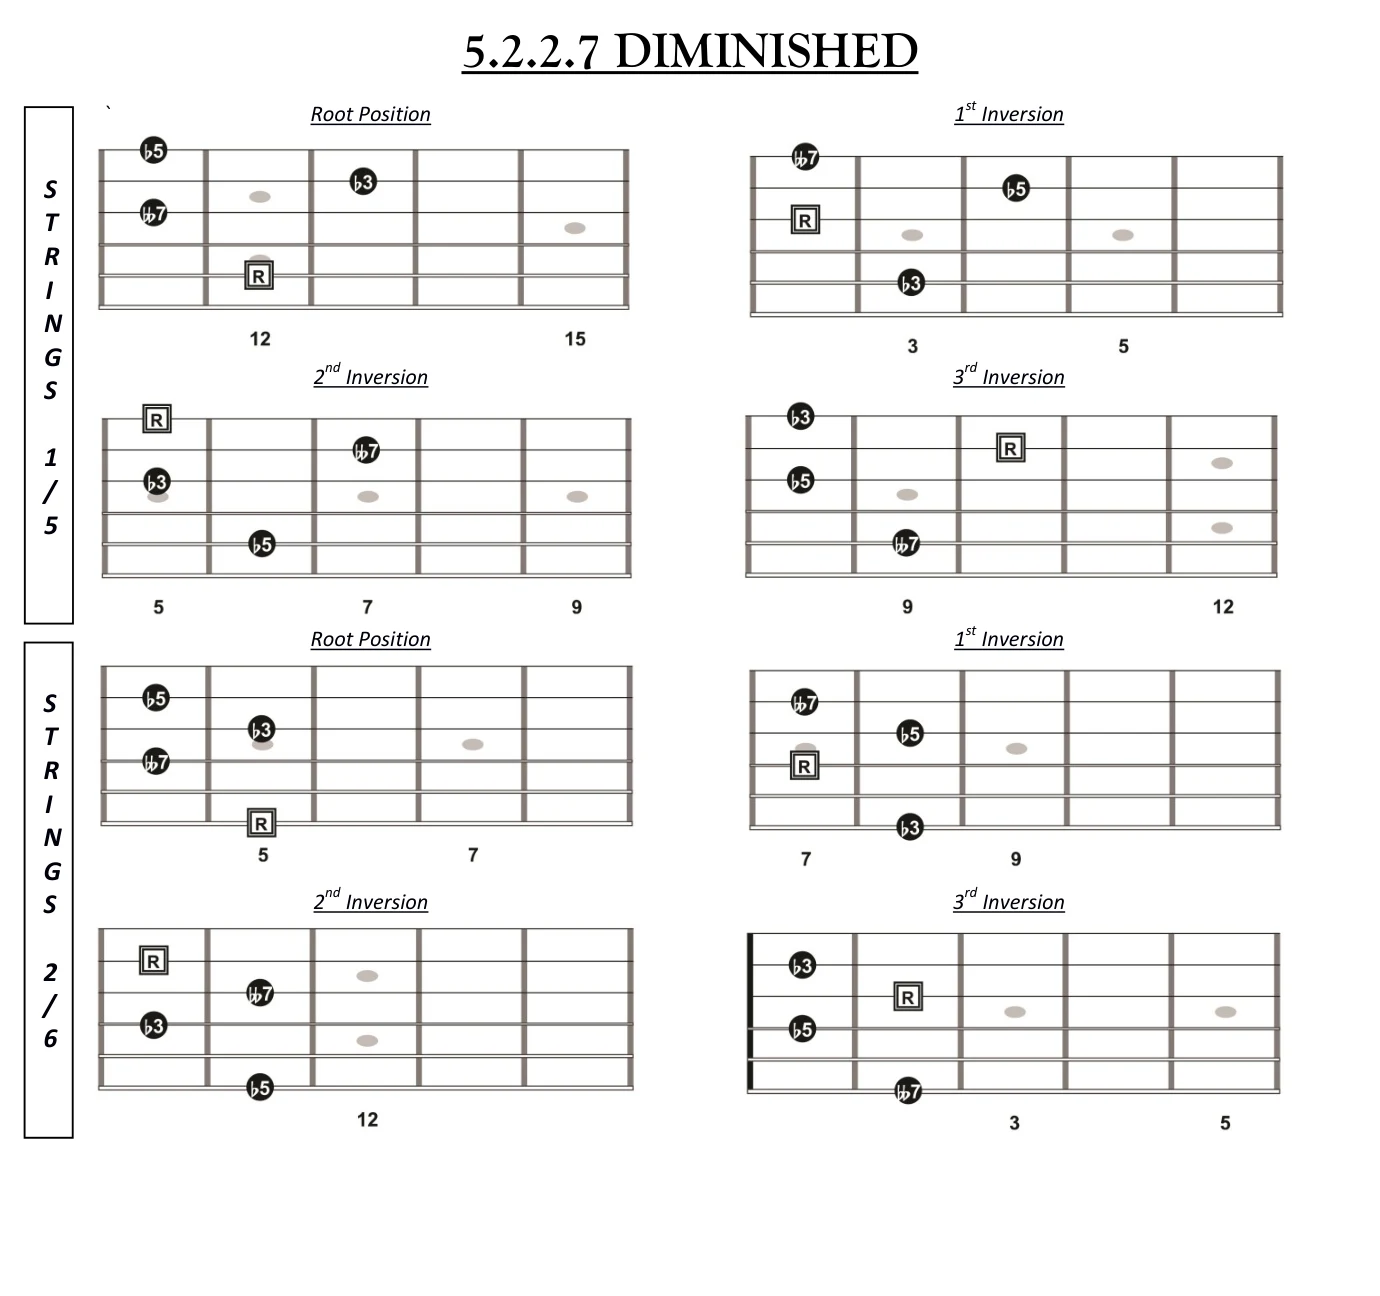 5.2.2.7 DIMINISHED
STRINGS 1/5
`
Root Position
♭5
♭3
♭♭7
R
12 15
1st Inversion
♭♭7
♭5
R
♭3
3 5
2nd Inversion
R
♭♭7
♭3
♭5
5 7 9
3rd Inversion
♭3
R
♭5
♭♭7
9 12
STRINGS 2/6
Root Position
♭5
♭3
♭♭7
R
5 7
1st Inversion
♭♭7
♭5
R
♭3
7 9
2nd Inversion
R
♭♭7
♭3
♭5
12
3rd Inversion
♭3
R
♭5
♭♭7
3 5